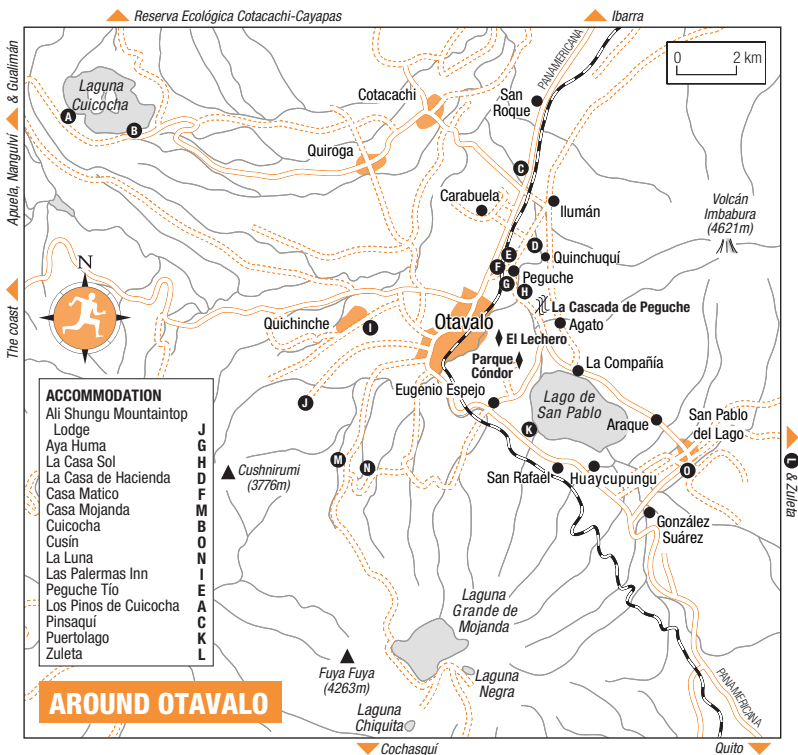 Reserva Ecológica Cotacachi-Cayapas
Ibarra
0 2 km
PANAMERICANA
Apuela, Nangulví & Gualimán
Laguna
Cuicocha
A
B
Cotacachi
San
Roque
Quiroga
C
Carabuela
Ilumán
Volcán
Imbabura
(4621m)
D
E
Quinchuquí
F
Peguche
G
H
N
The coast
La Cascada de Peguche
Quichinche
I
Otavalo
Agato
El Lechero
Parque
Cóndor
La Compañía
Eugenio Espejo
J
Lago de
San Pablo
K
Araque
San Pablo
del Lago
L & Zuleta
M
N
Cushnirumi
(3776m)
San Rafael
Huaycupungu
O
González
Suárez
ACCOMMODATION
Ali Shungu Mountaintop
Lodge J
Aya Huma G
La Casa Sol H
La Casa de Hacienda D
Casa Matico F
Casa Mojanda M
Cuicocha B
Cusín O
La Luna N
Las Palermas Inn I
Peguche Tío E
Los Pinos de Cuicocha A
Pinsaquí C
Puertolago K
Zuleta L
Laguna
Grande de
Mojanda
Fuya Fuya
(4263m)
Laguna
Negra
Laguna
Chiquita
PANAMERICANA
AROUND OTAVALO
Cochasquí
Quito